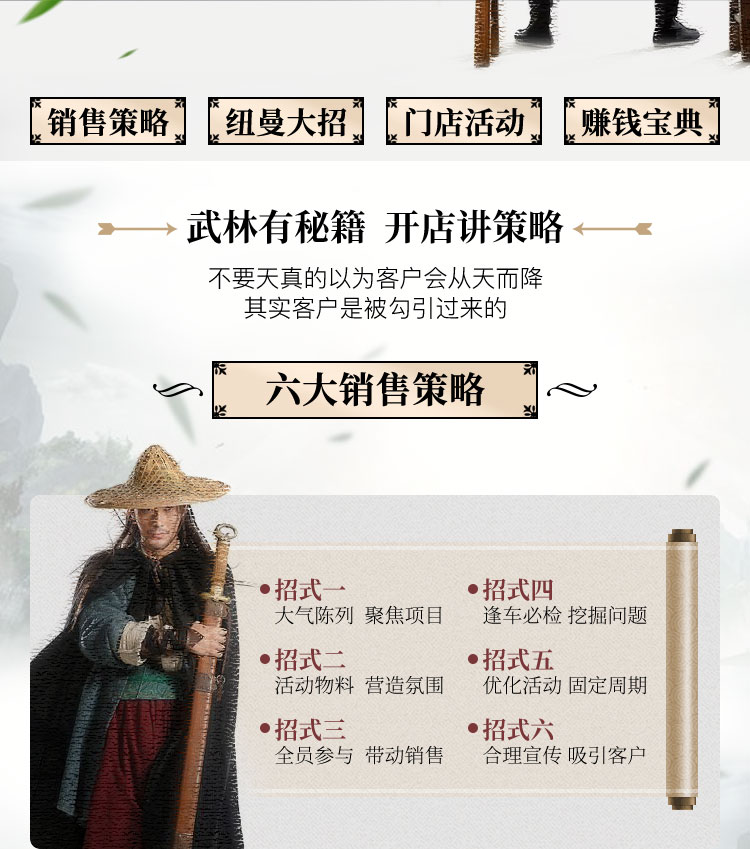 销售策略 纽曼大招 门店活动 赚钱宝典
武林有秘籍 开店讲策略
不要天真的以为客户会从天而降
其实客户是被勾引过来的
六大销售策略
招式一
大气陈列 聚焦项目
招式二
活动物料 营造氛围
招式三
全员参与 带动销售
招式四
逢车必检 挖掘问题
招式五
优化活动 固定周期
招式六
合理宣传 吸引客户